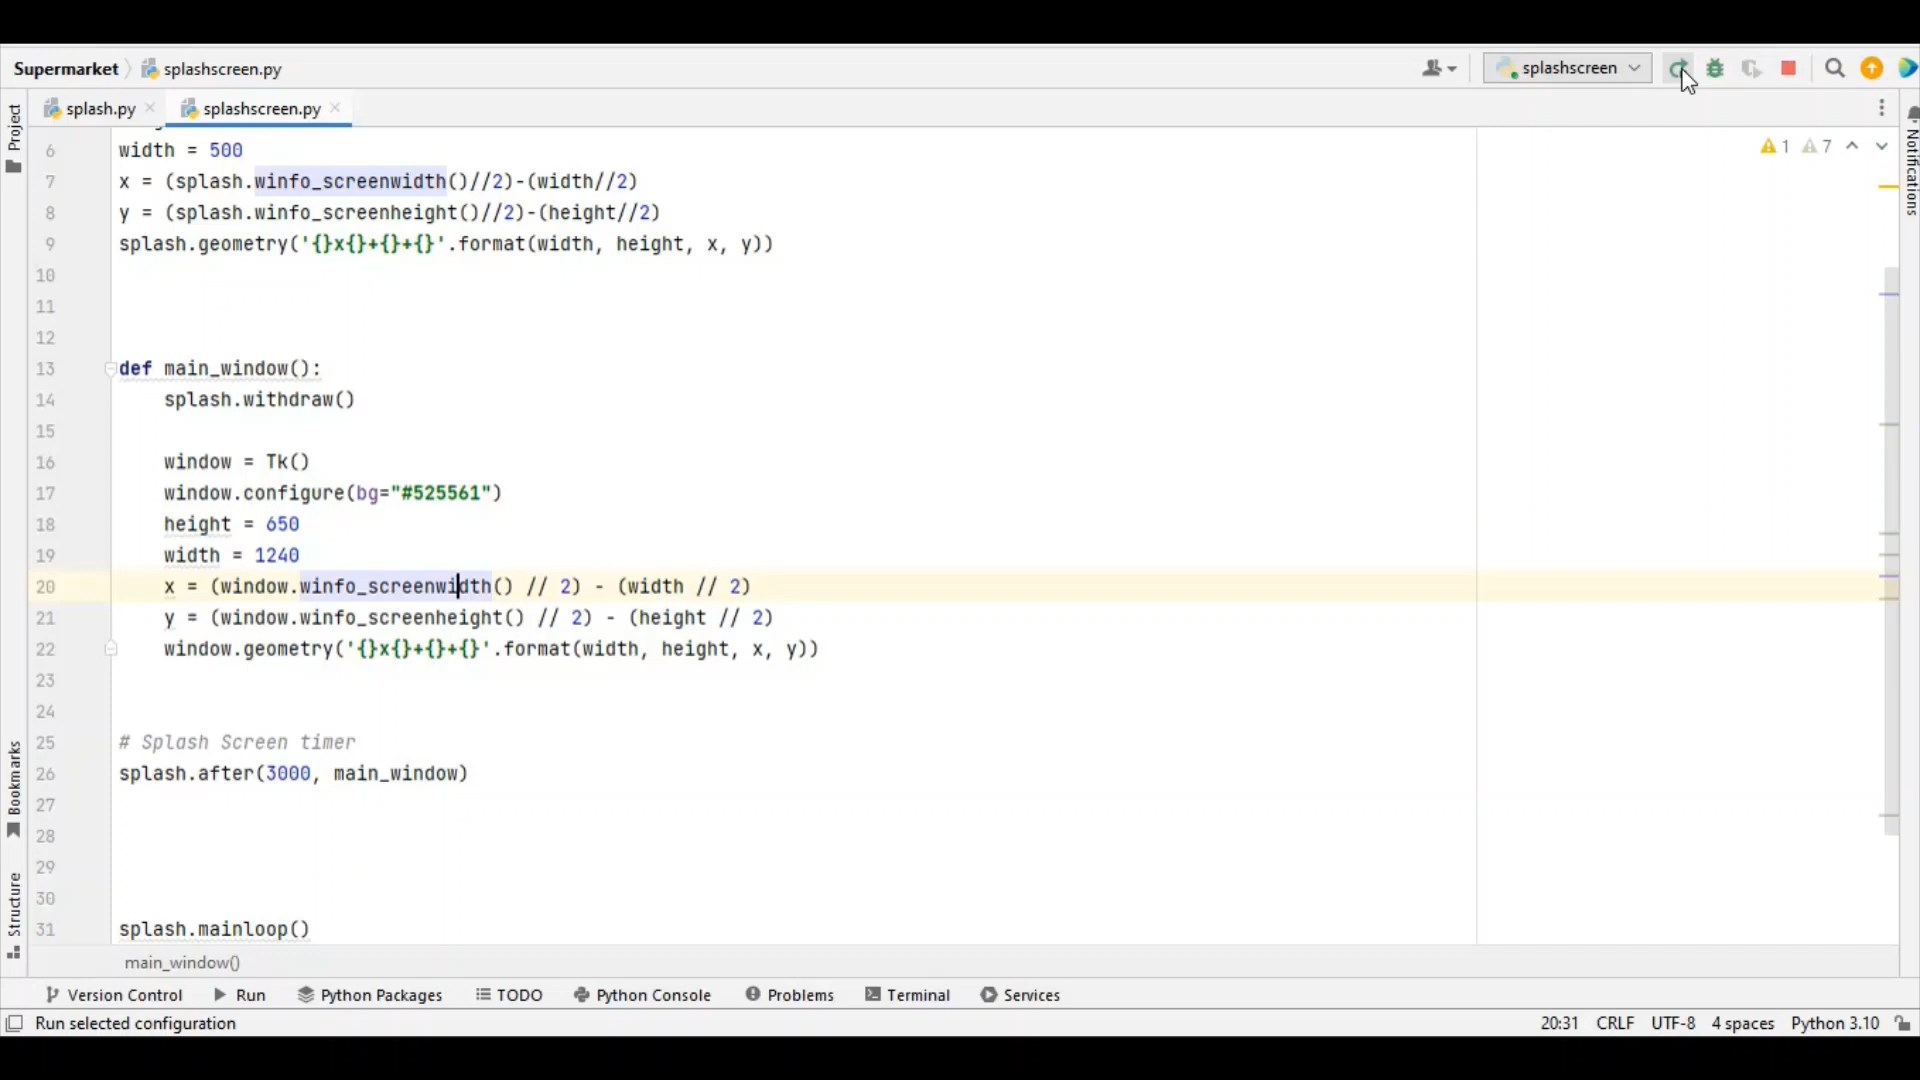 Supermarket splashscreen.py splashscreen
splash.py splashscreen.py
Project
Notifications
1 7
6 width = 500
7 x = (splash.winfo_screenwidth()//2)-(width//2)
8 y = (splash.winfo_screenheight()//2)-(height//2)
9 splash.geometry('{}x{}+{}+{}'.format(width, height, x, y))
10
11
12
13 def main_window():
14 splash.withdraw()
15
16 window = Tk()
17 window.configure(bg="#525561")
18 height = 650
19 width = 1240
20 x = (window.winfo_screenwidth() // 2) - (width // 2)
21 y = (window.winfo_screenheight() // 2) - (height // 2)
22 window.geometry('{}x{}+{}+{}'.format(width, height, x, y))
23
24
25 # Splash Screen timer
26 splash.after(3000, main_window)
27
28
29
30
31 splash.mainloop()
Bookmarks
Structure
main_window()
Version Control Run Python Packages TODO Python Console Problems Terminal Services
Run selected configuration 20:31 CRLF UTF-8 4 spaces Python 3.10